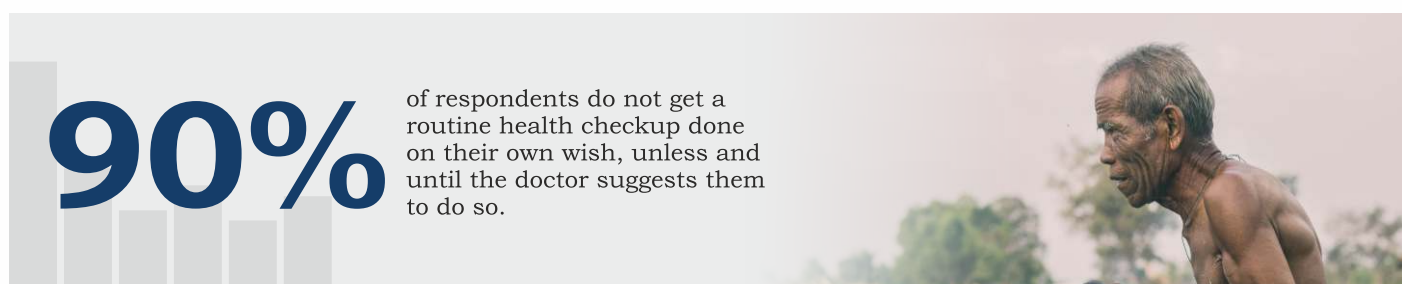 90%
of respondents do not get a
routine health checkup done
on their own wish, unless and
until the doctor suggests them
to do so.